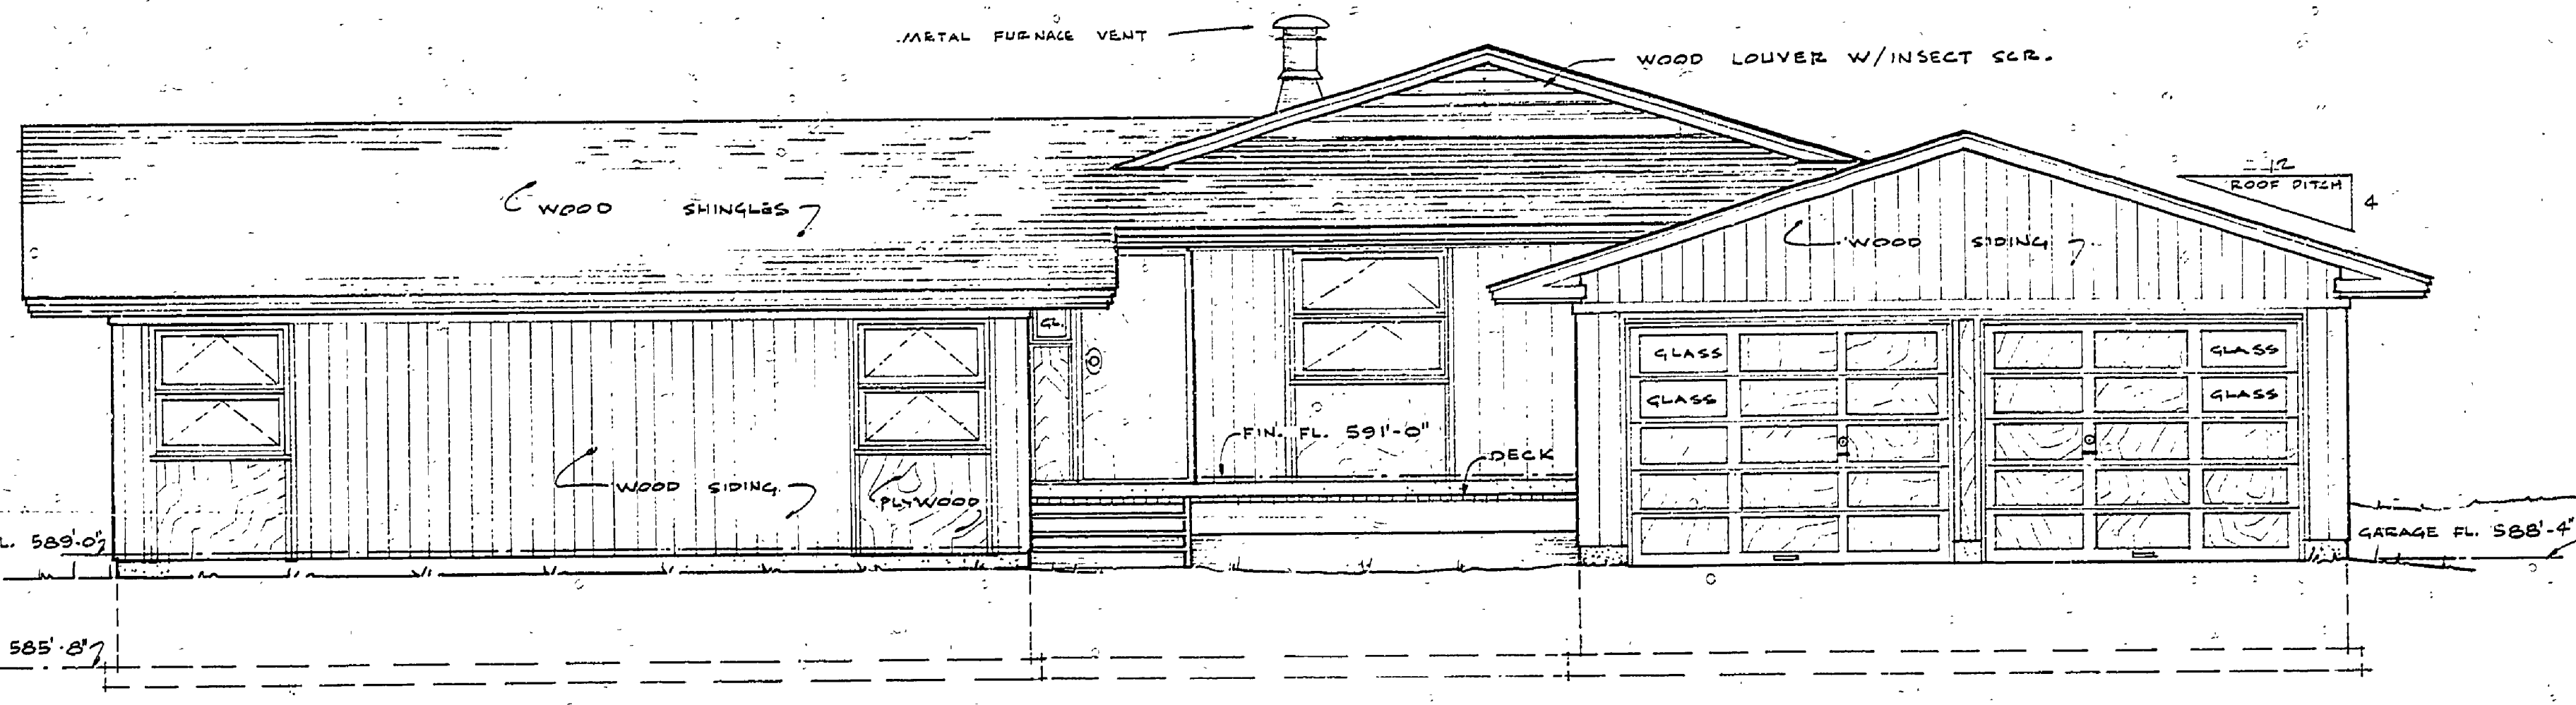 METAL FURNACE VENT
WOOD LOUVER W/INSECT SCR.
12
ROOF PITCH
4
WOOD SHINGLES
WOOD SIDING
GL.
GLASS
GLASS
GLASS
GLASS
FIN. FL. 591'-0"
DECK
WOOD SIDING
PLYWOOD
L. 589'-0"
GARAGE FL. 588'-4"
585'-8"